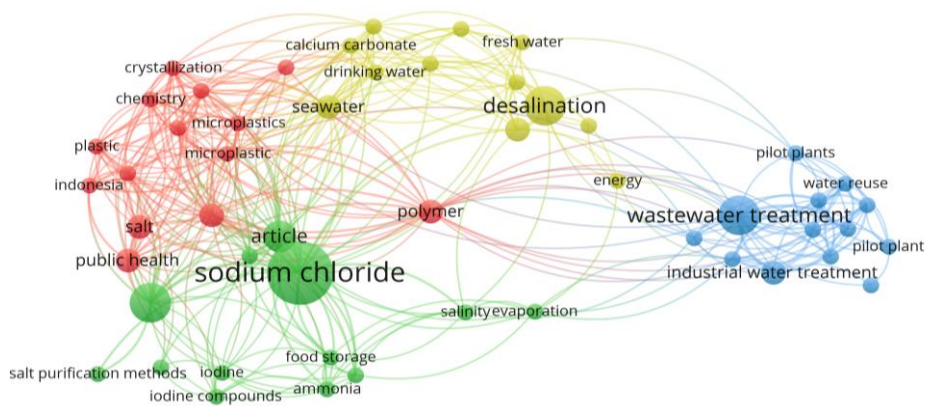 calcium carbonate
fresh water
crystallization
drinking water
chemistry
seawater
desalination
microplastics
plastic
microplastic
pilot plants
indonesia
energy
water reuse
polymer
wastewater treatment
salt
article
public health
pilot plant
sodium chloride
industrial water treatment
salinity
evaporation
food storage
salt purification methods
iodine
ammonia
iodine compounds